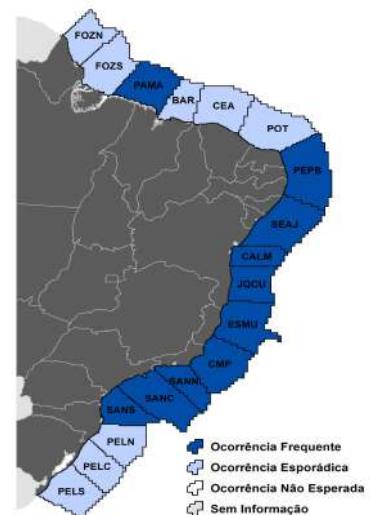 FOZN
FOZS
PAMA
BAR
CEA
POT
PEPB
SEAJ
CALM
JQCU
ESMU
CMP
SANN
SANC
SANS
PELN
PELC
PELS
Ocorrência Frequente
Ocorrência Esporádica
Ocorrência Não Esperada
Sem Informação